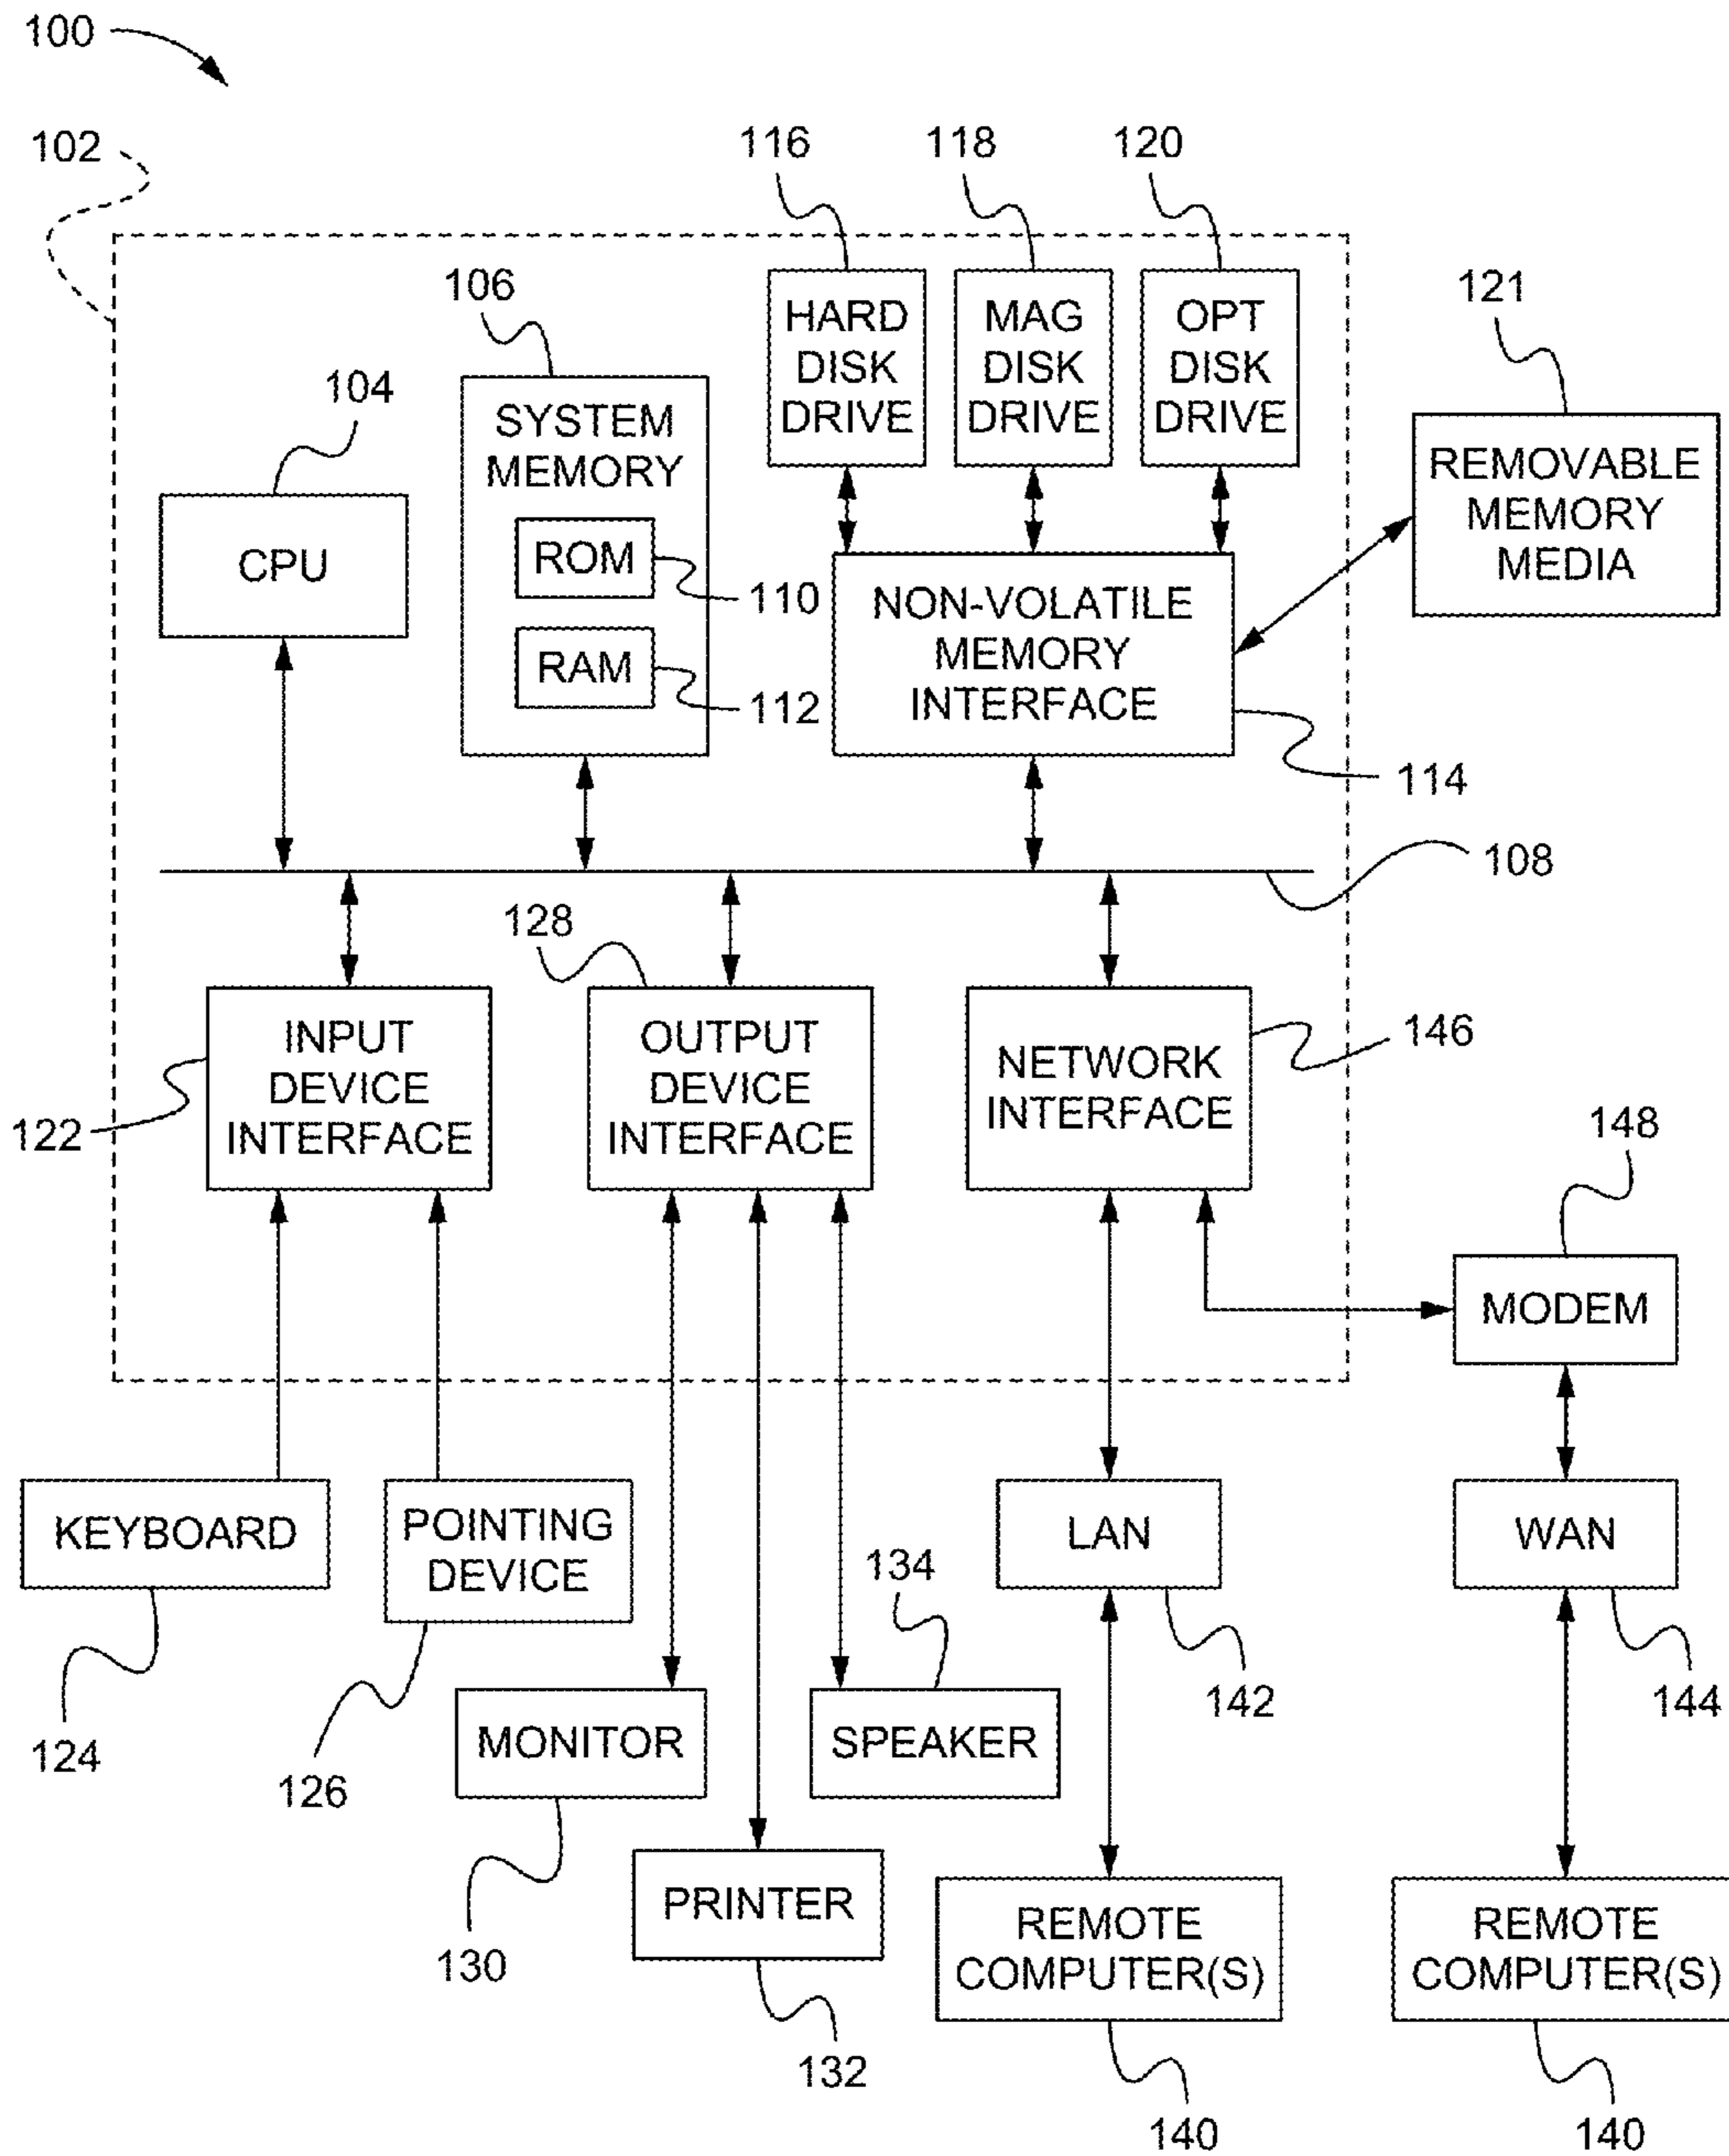 100
102
116
118
120
106
121
104
HARD
DISK
DRIVE
MAG
DISK
DRIVE
OPT
DISK
DRIVE
SYSTEM
MEMORY
REMOVABLE
MEMORY
MEDIA
CPU
ROM
110
RAM
112
NON-VOLATILE
MEMORY
INTERFACE
114
108
128
INPUT
DEVICE
INTERFACE
122
OUTPUT
DEVICE
INTERFACE
NETWORK
INTERFACE
146
148
MODEM
KEYBOARD
POINTING
DEVICE
LAN
WAN
134
124
126
MONITOR
SPEAKER
142
144
130
PRINTER
132
REMOTE
COMPUTER(S)
REMOTE
COMPUTER(S)
140
140